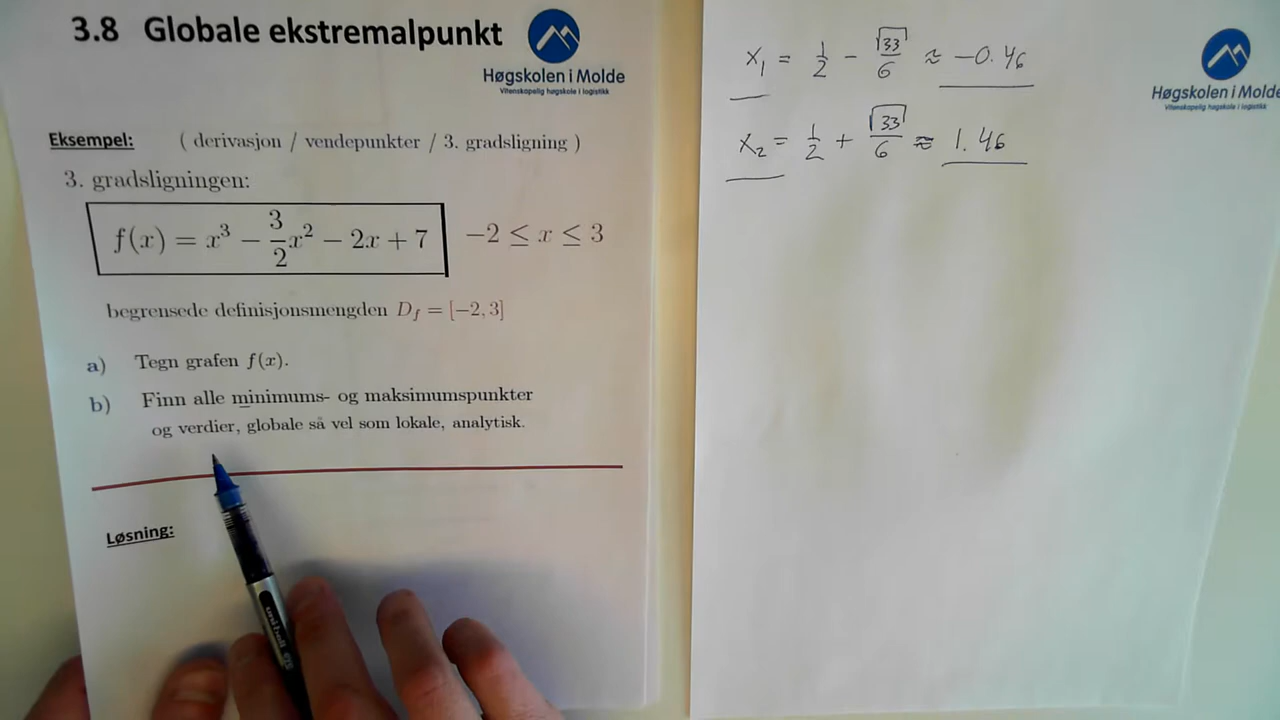 3.8 Globale ekstremalpunkt
Høgskolen i Molde
Vitenskapelig høgskole i logistikk
Eksempel: ( derivasjon / vendepunkter / 3. gradsligning )
3. gradsligningen:
f(x) = x³ − 3/2 x² − 2x + 7 −2 ≤ x ≤ 3
begrensede definisjonsmengden D_f = [−2, 3]
a) Tegn grafen f(x).
b) Finn alle minimums- og maksimumspunkter
og verdier, globale så vel som lokale, analytisk.
Løsning:
uni-ball
x₁ = 1/2 − √33/6 ≈ −0.46
x₂ = 1/2 + √33/6 ≈ 1.46
Høgskolen i Molde
Vitenskapelig høgskole i logistikk